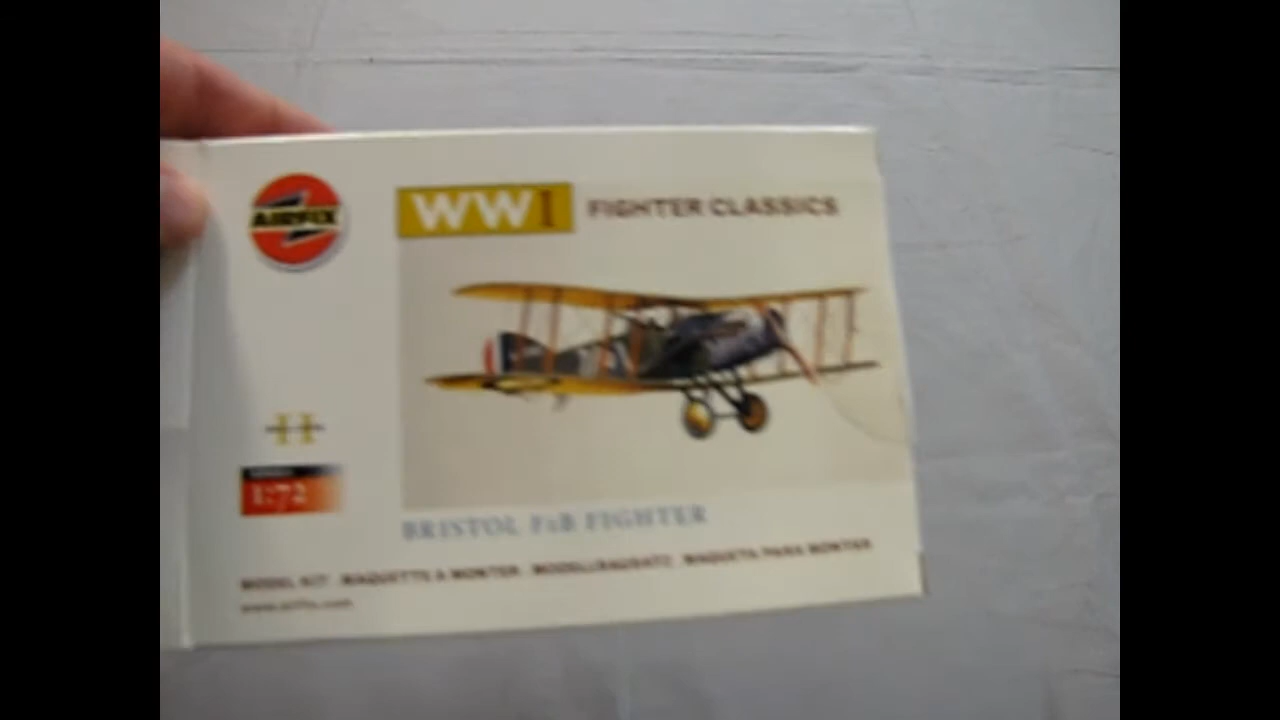 AIRFIX
WW1 FIGHTER CLASSICS
1:72
BRISTOL F2B FIGHTER
MODEL KIT . MAQUETTE A MONTER . MODELLBAUSATZ . MAQUETA PARA MONTAR
www.airfix.com